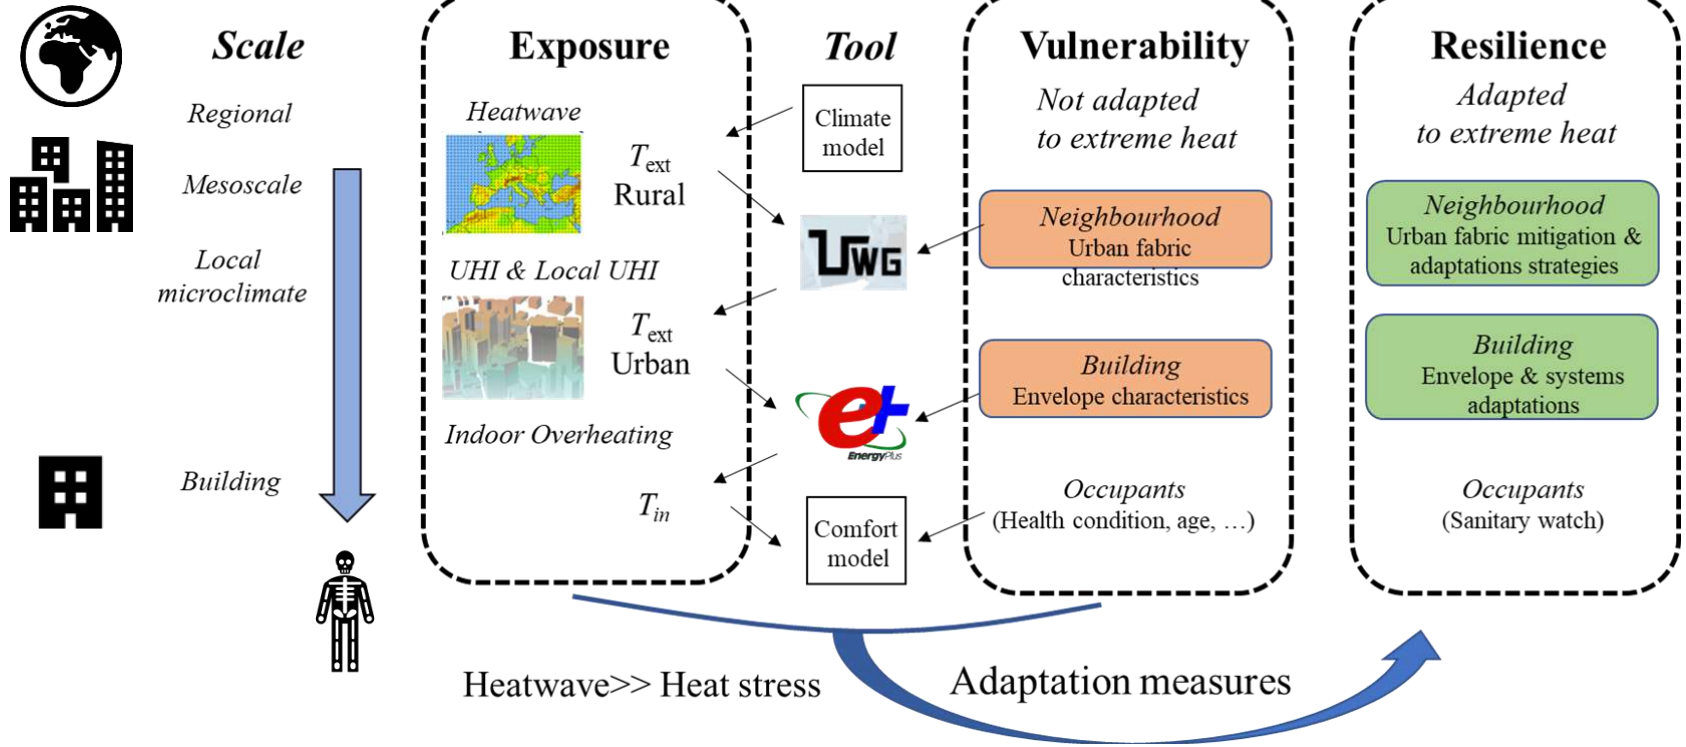 Scale
Regional
Mesoscale
Local
microclimate
Building
Exposure
Heatwave
T_ext
Rural
UHI & Local UHI
T_ext
Urban
Indoor Overheating
T_in
Tool
Climate
model
UWG
e+
EnergyPlus
Comfort
model
Vulnerability
Not adapted
to extreme heat
Neighbourhood
Urban fabric
characteristics
Building
Envelope characteristics
Occupants
(Health condition, age, …)
Resilience
Adapted
to extreme heat
Neighbourhood
Urban fabric mitigation &
adaptations strategies
Building
Envelope & systems
adaptations
Occupants
(Sanitary watch)
Heatwave>> Heat stress
Adaptation measures